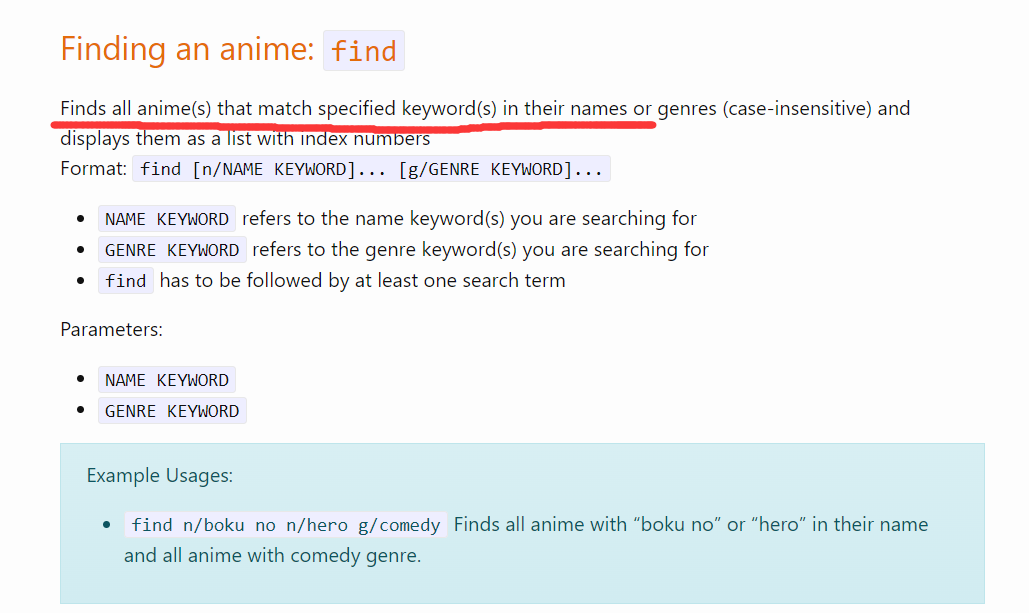 Finding an anime: find
Finds all anime(s) that match specified keyword(s) in their names or genres (case-insensitive) and
displays them as a list with index numbers
Format: find [n/NAME KEYWORD]... [g/GENRE KEYWORD]...
NAME KEYWORD refers to the name keyword(s) you are searching for
GENRE KEYWORD refers to the genre keyword(s) you are searching for
find has to be followed by at least one search term
Parameters:
NAME KEYWORD
GENRE KEYWORD
Example Usages:
find n/boku no n/hero g/comedy Finds all anime with “boku no” or “hero” in their name
and all anime with comedy genre.